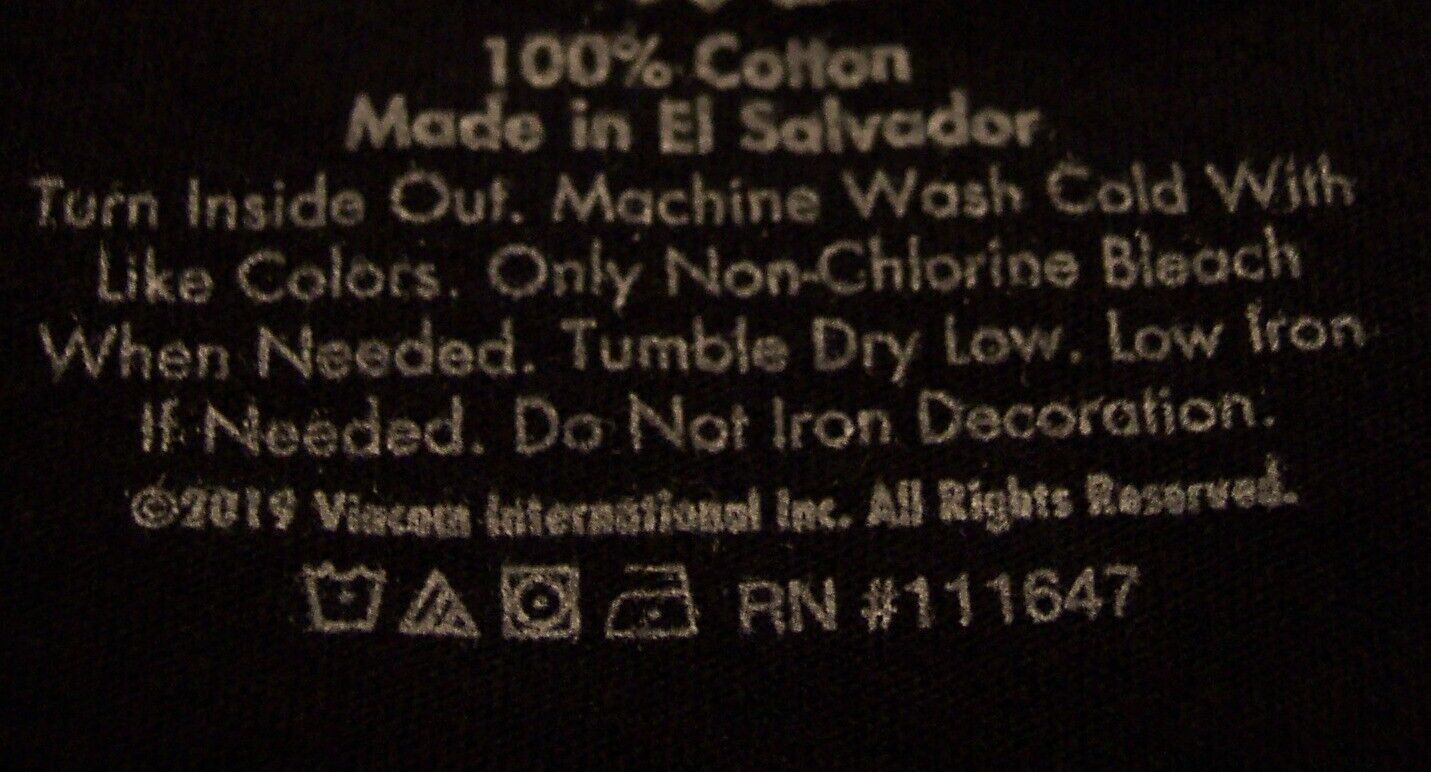 100% Cotton
Made in El Salvador
Turn Inside Out. Machine Wash Cold With
Like Colors. Only Non-Chlorine Bleach
When Needed. Tumble Dry Low. Low Iron
If Needed. Do Not Iron Decoration.
©2019 Viacom International Inc. All Rights Reserved.
RN #111647